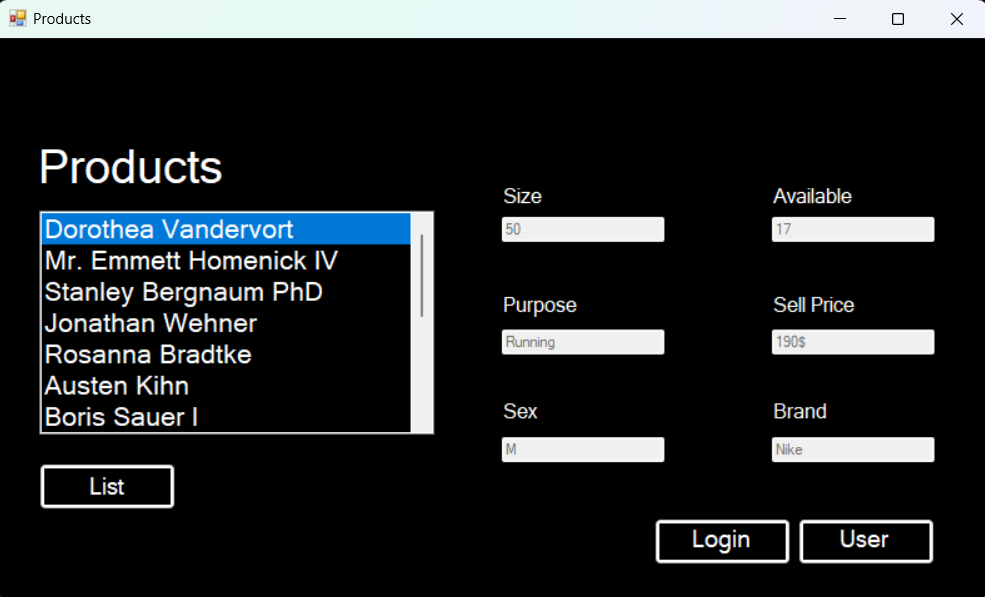 Products
Products
Dorothea Vandervort
Mr. Emmett Homenick IV
Stanley Bergnaum PhD
Jonathan Wehner
Rosanna Bradtke
Austen Kihn
Boris Sauer I
List
Size
50
Available
17
Purpose
Running
Sell Price
190$
Sex
M
Brand
Nike
Login
User